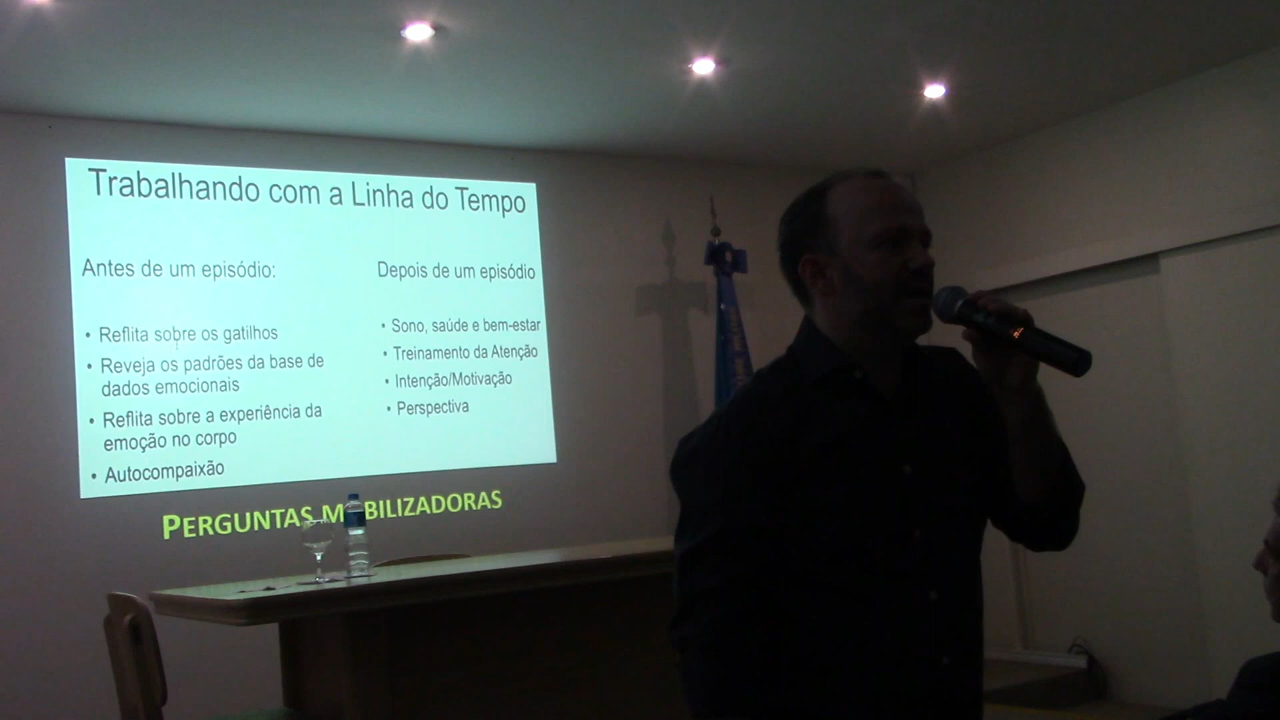 Trabalhando com a Linha do Tempo
Antes de um episódio:
• Reflita sobre os gatilhos
• Reveja os padrões da base de
dados emocionais
• Reflita sobre a experiência da
emoção no corpo
• Autocompaixão
Depois de um episódio
• Sono, saúde e bem-estar
• Treinamento da Atenção
• Intenção/Motivação
• Perspectiva
PERGUNTAS MOBILIZADORAS